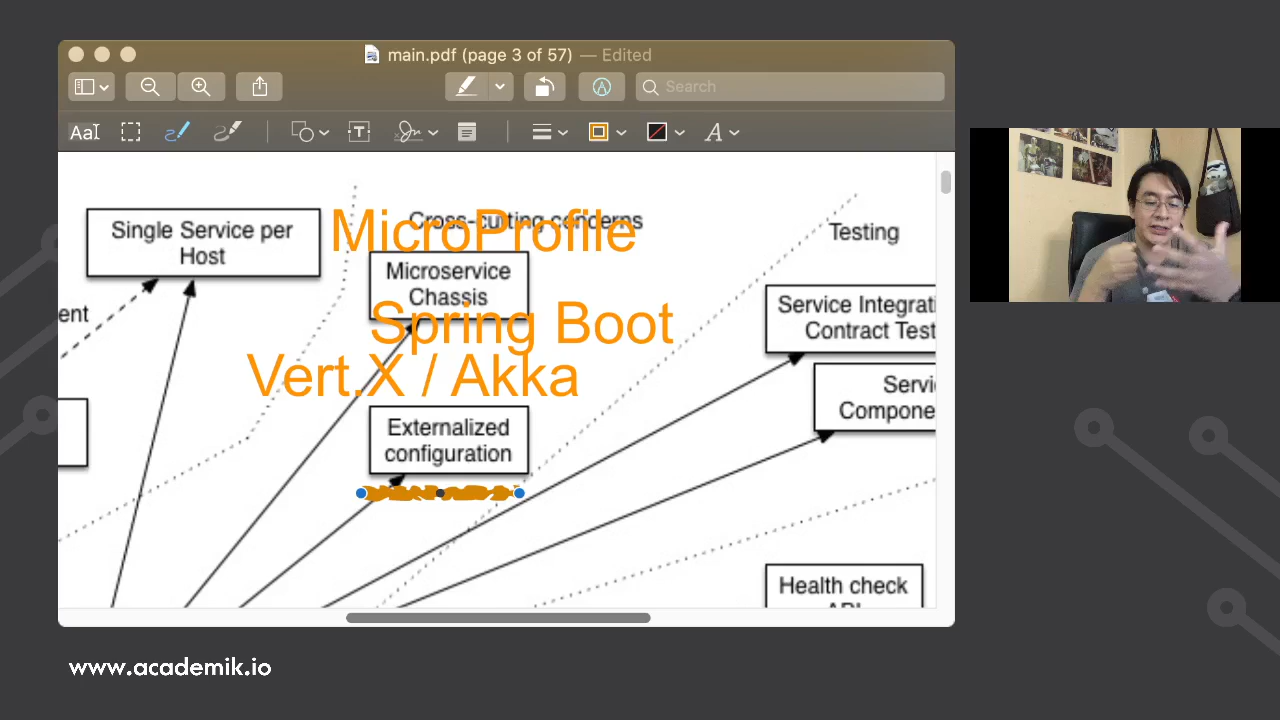 main.pdf (page 3 of 57) — Edited
Search
Single Service per
Host
Cross-cutting concerns
MicroProfile
Testing
Microservice
Chassis
ent
Service Integrati
Contract Test
Spring Boot
Vert.X / Akka
Servi
Compone
Externalized
configuration
Health check
www.academik.io